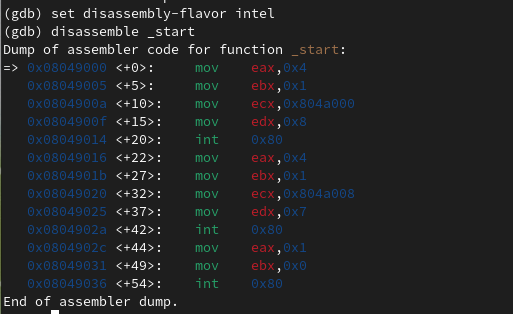 (gdb) set disassembly-flavor intel
(gdb) disassemble _start
Dump of assembler code for function _start:
=> 0x08049000 <+0>:     mov    eax,0x4
   0x08049005 <+5>:     mov    ebx,0x1
   0x0804900a <+10>:    mov    ecx,0x804a000
   0x0804900f <+15>:    mov    edx,0x8
   0x08049014 <+20>:    int    0x80
   0x08049016 <+22>:    mov    eax,0x4
   0x0804901b <+27>:    mov    ebx,0x1
   0x08049020 <+32>:    mov    ecx,0x804a008
   0x08049025 <+37>:    mov    edx,0x7
   0x0804902a <+42>:    int    0x80
   0x0804902c <+44>:    mov    eax,0x1
   0x08049031 <+49>:    mov    ebx,0x0
   0x08049036 <+54>:    int    0x80
End of assembler dump.